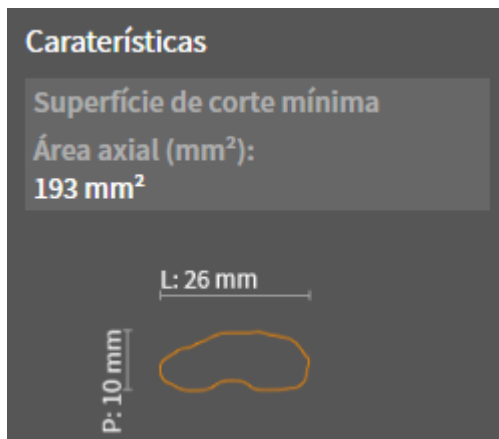 Caraterísticas
Superfície de corte mínima
Área axial (mm²):
193 mm²
L: 26 mm
P: 10 mm